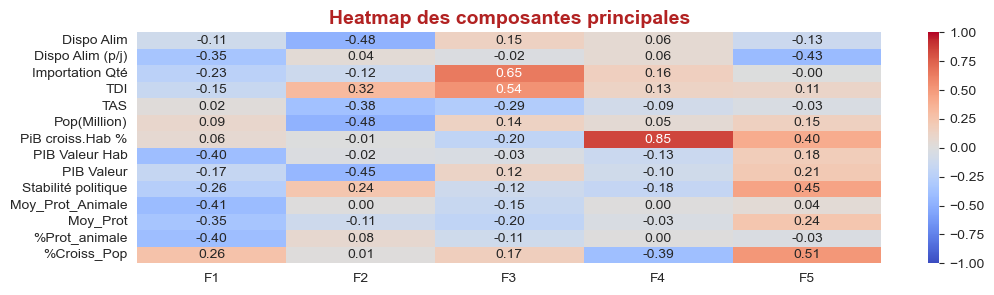 Heatmap des composantes principales
Dispo Alim -0.11 -0.48 0.15 0.06 -0.13
Dispo Alim (p/j) -0.35 0.04 -0.02 0.06 -0.43
Importation Qté -0.23 -0.12 0.65 0.16 -0.00
TDI -0.15 0.32 0.54 0.13 0.11
TAS 0.02 -0.38 -0.29 -0.09 -0.03
Pop(Million) 0.09 -0.48 0.14 0.05 0.15
PiB croiss.Hab % 0.06 -0.01 -0.20 0.85 0.40
PIB Valeur Hab -0.40 -0.02 -0.03 -0.13 0.18
PIB Valeur -0.17 -0.45 0.12 -0.10 0.21
Stabilité politique -0.26 0.24 -0.12 -0.18 0.45
Moy_Prot_Animale -0.41 0.00 -0.15 0.00 0.04
Moy_Prot -0.35 -0.11 -0.20 -0.03 0.24
%Prot_animale -0.40 0.08 -0.11 0.00 -0.03
%Croiss_Pop 0.26 0.01 0.17 -0.39 0.51
F1 F2 F3 F4 F5
1.00
0.75
0.50
0.25
0.00
-0.25
-0.50
-0.75
-1.00